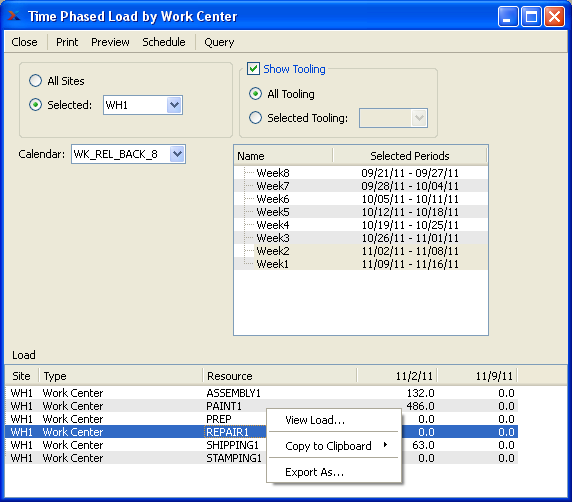 Time Phased Load by Work Center
Close Print Preview Schedule Query
All Sites
Selected: WH1
Show Tooling
All Tooling
Selected Tooling:
Calendar: WK_REL_BACK_8
Name Selected Periods
Week8 09/21/11 - 09/27/11
Week7 09/28/11 - 10/04/11
Week6 10/05/11 - 10/11/11
Week5 10/12/11 - 10/18/11
Week4 10/19/11 - 10/25/11
Week3 10/26/11 - 11/01/11
Week2 11/02/11 - 11/08/11
Week1 11/09/11 - 11/16/11
Load
Site Type Resource 11/2/11 11/9/11
WH1 Work Center ASSEMBLY1 132.0 0.0
WH1 Work Center PAINT1 486.0 0.0
WH1 Work Center PREP 0.0 0.0
WH1 Work Center REPAIR1 0.0 0.0
WH1 Work Center SHIPPING1 63.0 0.0
WH1 Work Center STAMPING1 0.0 0.0
View Load...
Copy to Clipboard
Export As...